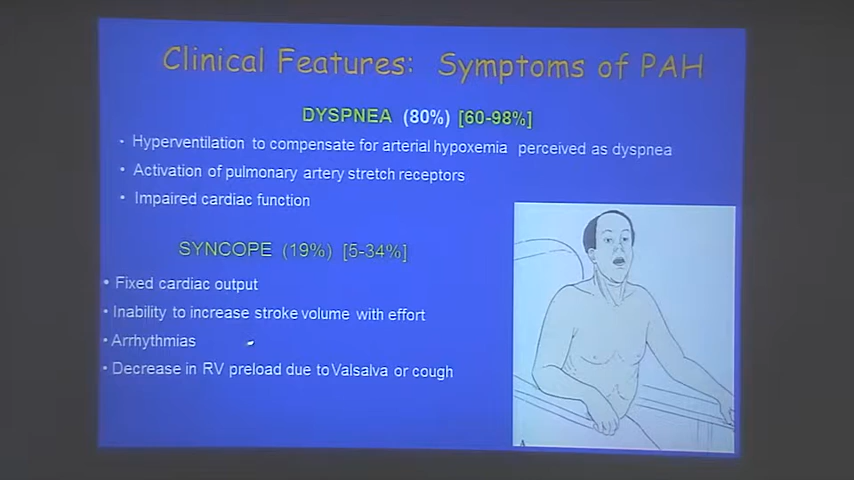 Clinical Features: Symptoms of PAH
DYSPNEA (80%) [60-98%]
• Hyperventilation to compensate for arterial hypoxemia perceived as dyspnea
• Activation of pulmonary artery stretch receptors
• Impaired cardiac function
SYNCOPE (19%) [5-34%]
• Fixed cardiac output
• Inability to increase stroke volume with effort
• Arrhythmias
• Decrease in RV preload due to Valsalva or cough
A